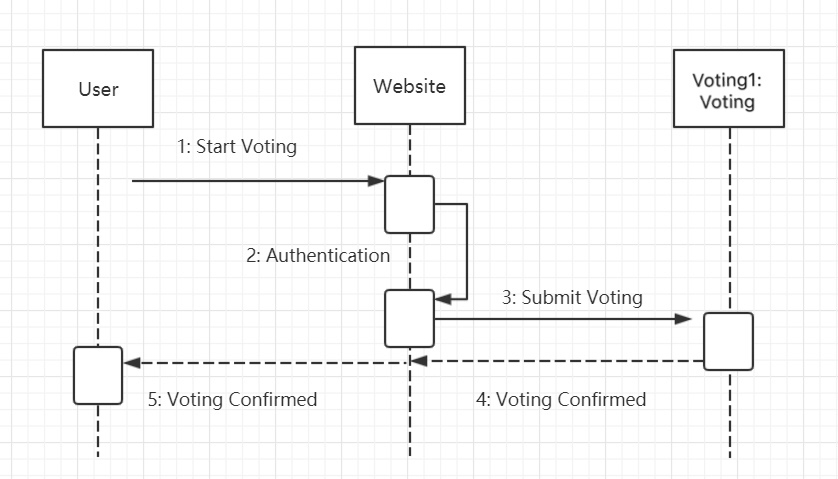 User
Website
Voting1:
Voting
1: Start Voting
2: Authentication
3: Submit Voting
5: Voting Confirmed
4: Voting Confirmed